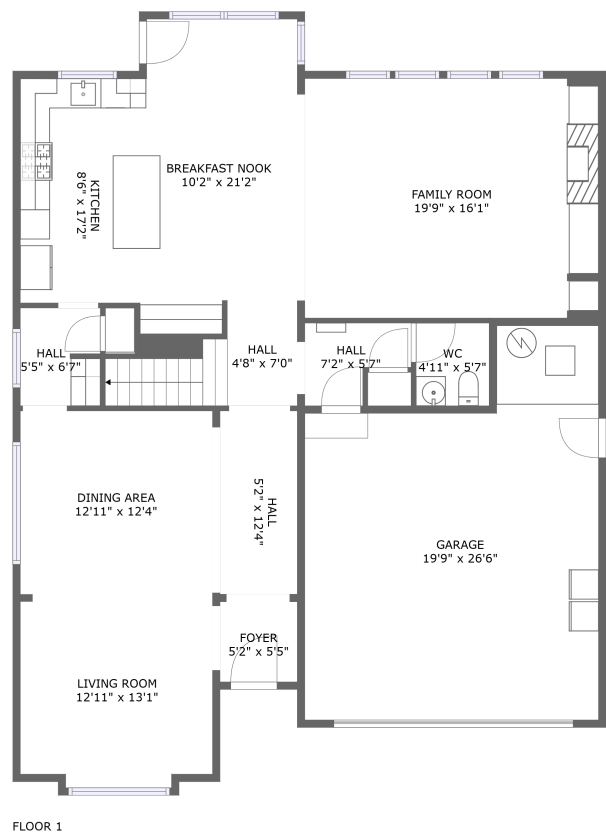 BREAKFAST NOOK
10'2" x 21'2"
KITCHEN
8'6" x 17'2"
FAMILY ROOM
19'9" x 16'1"
HALL
5'5" x 6'7"
HALL
4'8" x 7'0"
HALL
7'2" x 5'7"
WC
4'11" x 5'7"
DINING AREA
12'11" x 12'4"
HALL
5'2" x 12'4"
GARAGE
19'9" x 26'6"
FOYER
5'2" x 5'5"
LIVING ROOM
12'11" x 13'1"
FLOOR 1